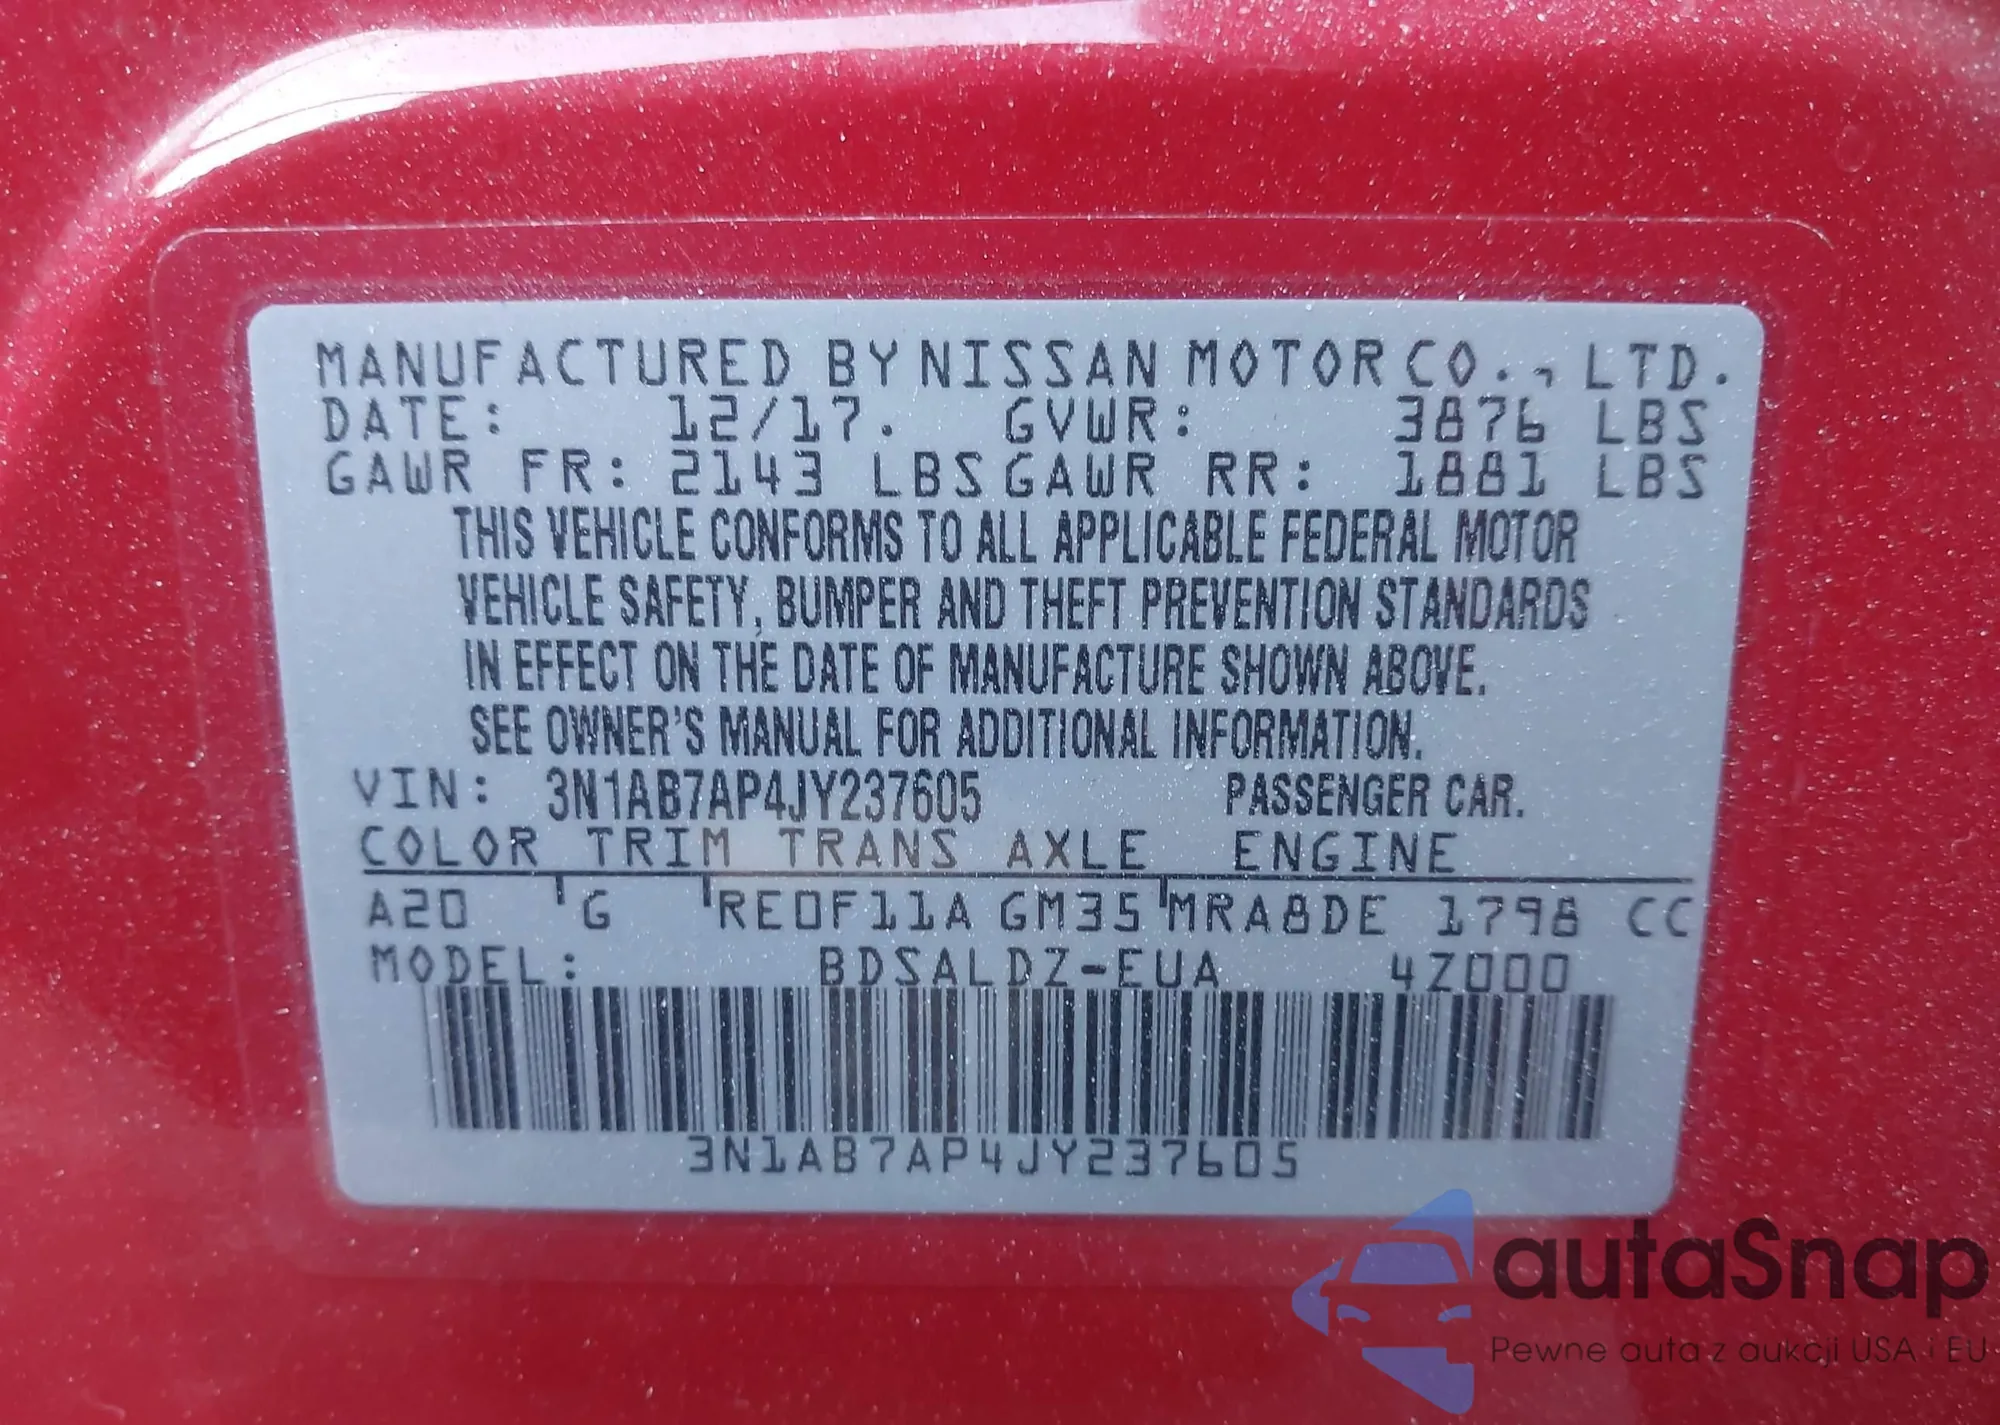 MANUFACTURED BY NISSAN MOTOR CO., LTD.
DATE: 12/17. GVWR: 3876 LBS
GAWR FR: 2143 LBS GAWR RR: 1881 LBS
THIS VEHICLE CONFORMS TO ALL APPLICABLE FEDERAL MOTOR
VEHICLE SAFETY, BUMPER AND THEFT PREVENTION STANDARDS
IN EFFECT ON THE DATE OF MANUFACTURE SHOWN ABOVE.
SEE OWNER'S MANUAL FOR ADDITIONAL INFORMATION.
VIN: 3N1AB7AP4JY237605 PASSENGER CAR.
COLOR TRIM TRANS AXLE ENGINE
A20 G RE0F11A GM35 MRA8DE 1798 CC
MODEL: BDSALDZ-EUA 4Z000
3N1AB7AP4JY237605
autaSnap
Pewne auta z aukcji USA i EU